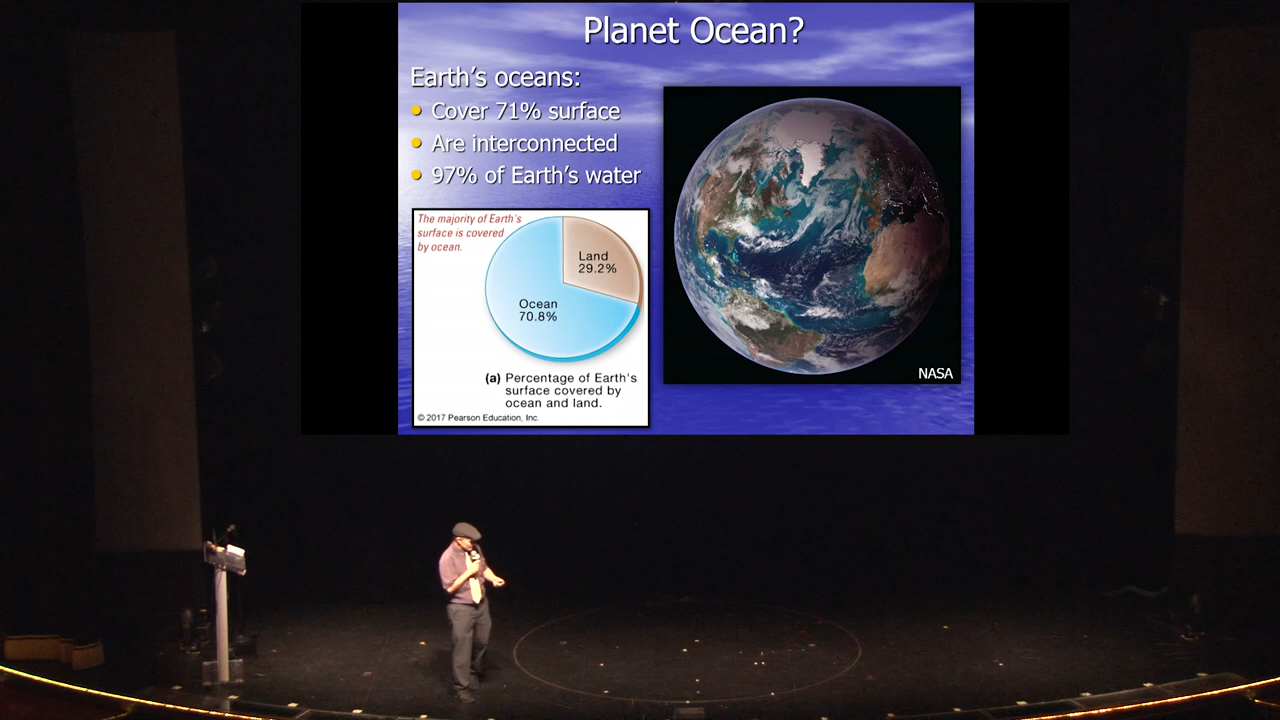 Planet Ocean?
Earth's oceans:
Cover 71% surface
Are interconnected
97% of Earth's water
The majority of Earth's
surface is covered
by ocean.
Land
29.2%
Ocean
70.8%
(a) Percentage of Earth's
surface covered by
ocean and land.
© 2017 Pearson Education, Inc.
NASA